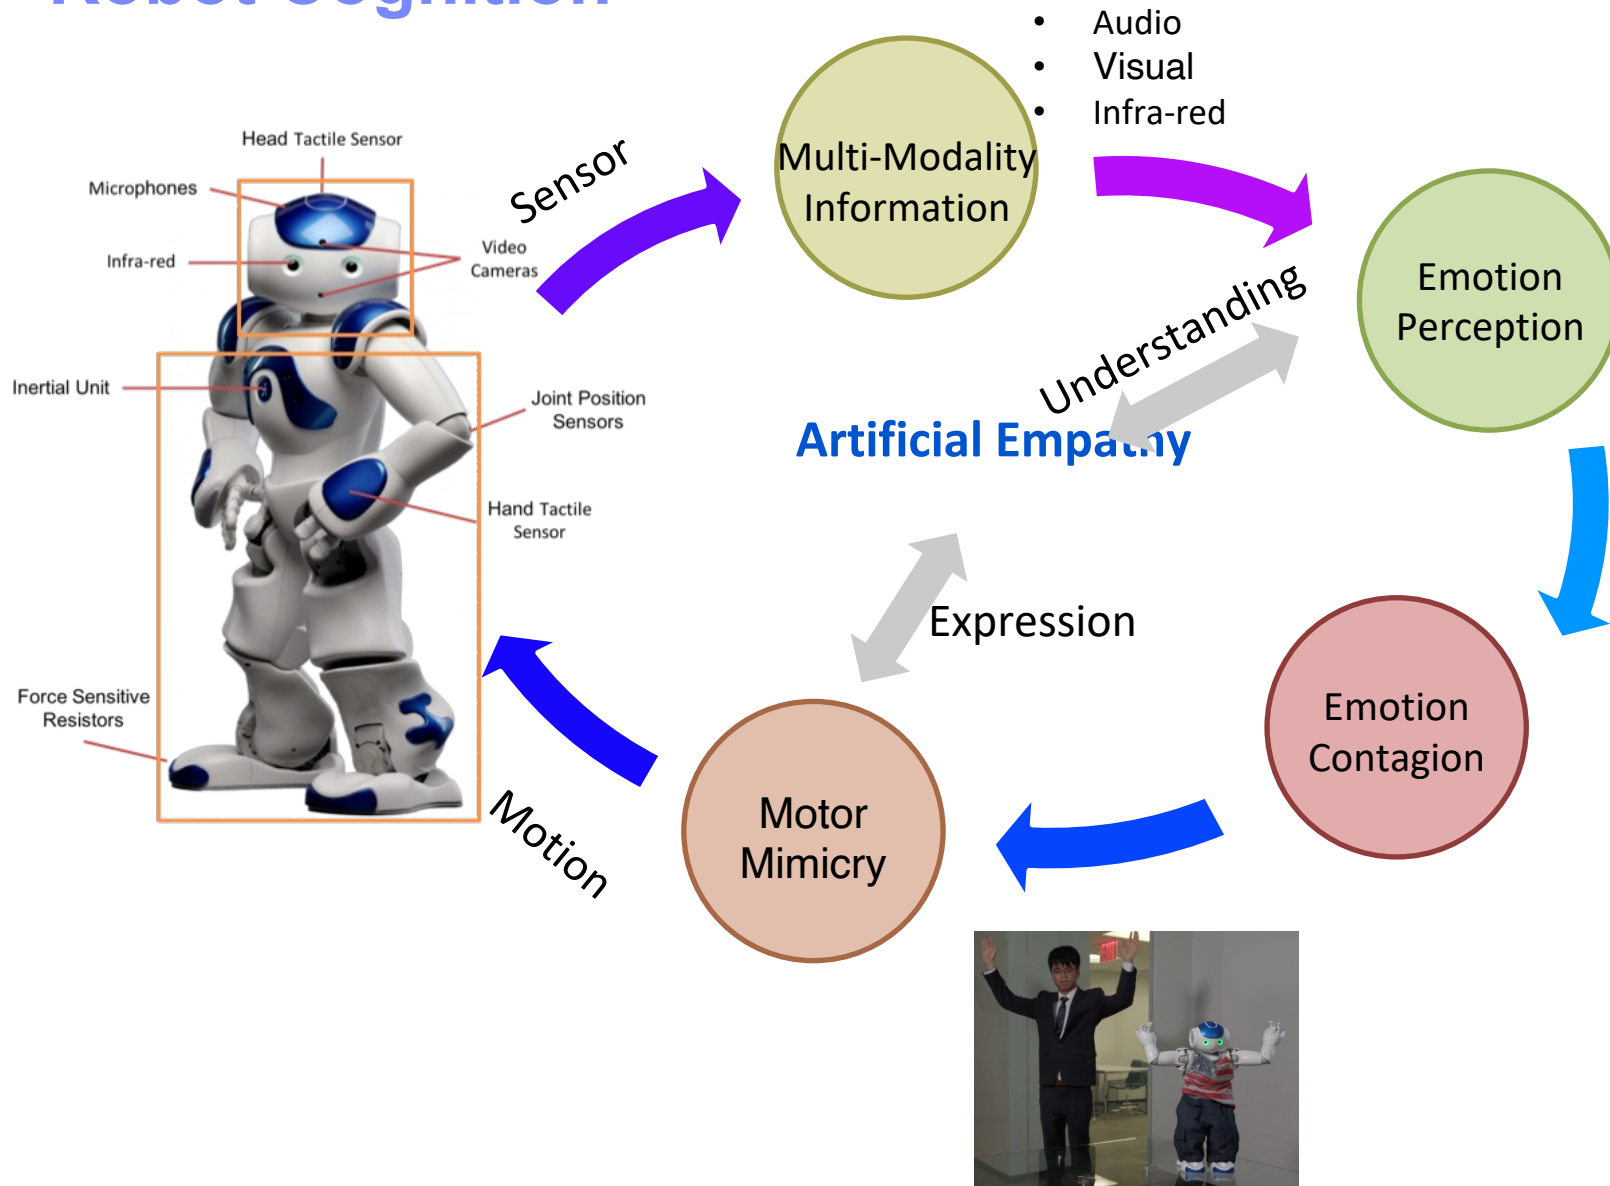 Robot Cognition
• Audio
• Visual
• Infra-red
Head Tactile Sensor
Microphones
Infra-red
Video
Cameras
Inertial Unit
Joint Position
Sensors
Hand Tactile
Sensor
Force Sensitive
Resistors
Sensor
Multi-Modality
Information
Emotion
Perception
Understanding
Artificial Empathy
Expression
Emotion
Contagion
Motor
Mimicry
Motion